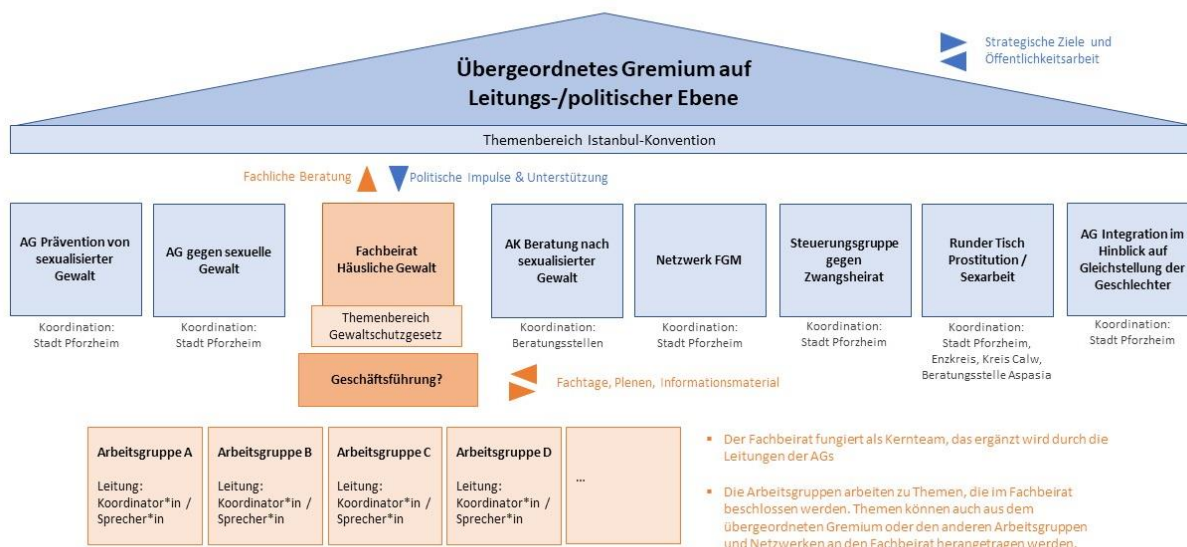 Strategische Ziele und
Öffentlichkeitsarbeit
Übergeordnetes Gremium auf
Leitungs-/politischer Ebene
Themenbereich Istanbul-Konvention
Fachliche Beratung
Politische Impulse & Unterstützung
AG Prävention von
sexualisierter
Gewalt
Koordination:
Stadt Pforzheim
AG gegen sexuelle
Gewalt
Koordination:
Stadt Pforzheim
Fachbeirat
Häusliche Gewalt
Themenbereich
Gewaltschutzgesetz
Geschäftsführung?
AK Beratung nach
sexualisierter
Gewalt
Koordination:
Beratungsstellen
Netzwerk FGM
Koordination:
Stadt Pforzheim
Steuerungsgruppe
gegen
Zwangsheirat
Koordination:
Stadt Pforzheim
Runder Tisch
Prostitution /
Sexarbeit
Koordination:
Stadt Pforzheim,
Enzkreis, Kreis Calw,
Beratungsstelle Aspasia
AG Integration im
Hinblick auf
Gleichstellung der
Geschlechter
Koordination:
Stadt Pforzheim
Fachtage, Plenen, Informationsmaterial
Arbeitsgruppe A
Leitung:
Koordinator*in /
Sprecher*in
Arbeitsgruppe B
Leitung:
Koordinator*in /
Sprecher*in
Arbeitsgruppe C
Leitung:
Koordinator*in /
Sprecher*in
Arbeitsgruppe D
Leitung:
Koordinator*in /
Sprecher*in
...
▪ Der Fachbeirat fungiert als Kernteam, das ergänzt wird durch die
Leitungen der AGs
▪ Die Arbeitsgruppen arbeiten zu Themen, die im Fachbeirat
beschlossen werden. Themen können auch aus dem
übergeordneten Gremium oder den anderen Arbeitsgruppen
und Netzwerken an den Fachbeirat herangetragen werden.